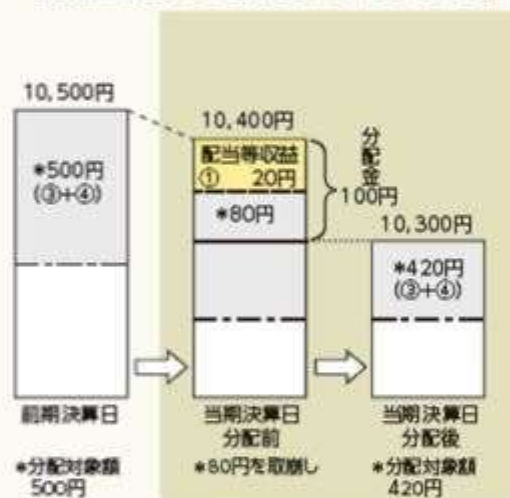 10,500円
*500円
(③+④)
前期決算日
*分配対象額
500円
10,400円
配当等収益
① 20円
*80円
分配金
100円
当期決算日
分配前
*80円を取崩し
10,300円
*420円
(③+④)
当期決算日
分配後
*分配対象額
420円